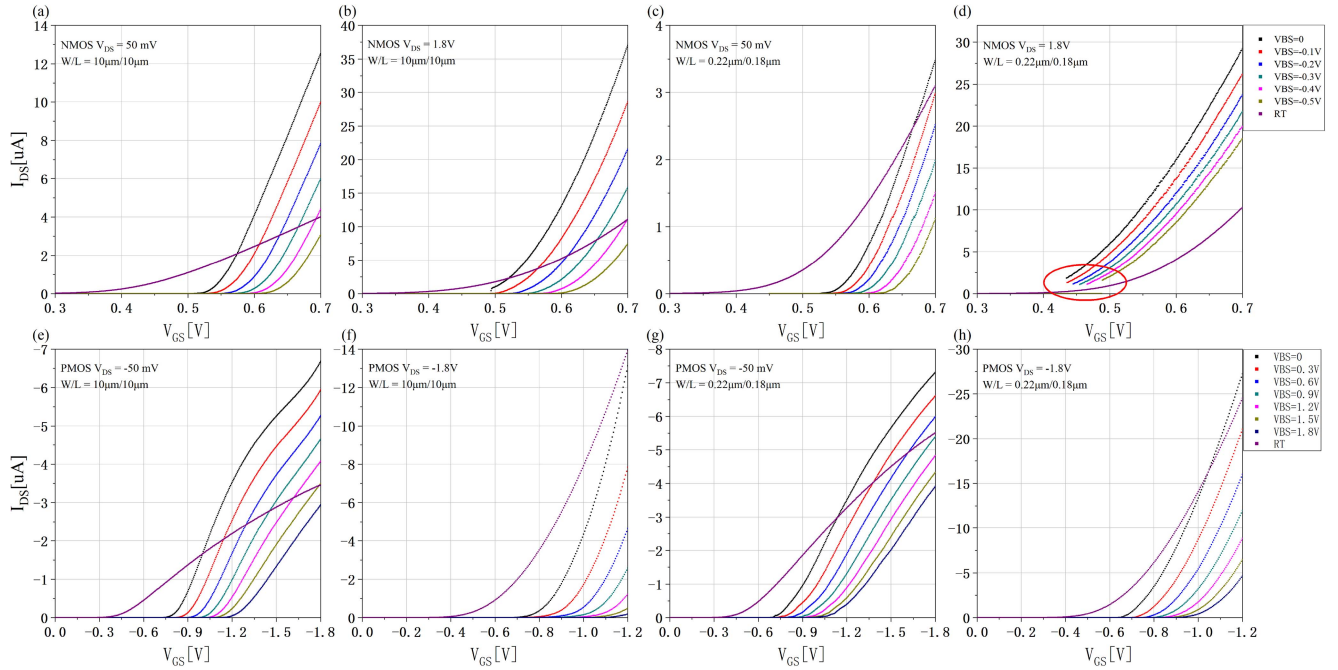 (a)
NMOS V_DS = 50 mV
W/L = 10μm/10μm
14
12
10
8
6
4
2
0
0.3 0.4 0.5 0.6 0.7
I_DS[uA]
V_GS[V]
(b)
NMOS V_DS = 1.8V
W/L = 10μm/10μm
40
35
30
25
20
15
10
5
0
0.3 0.4 0.5 0.6 0.7
V_GS[V]
(c)
NMOS V_DS = 50 mV
W/L = 0.22μm/0.18μm
4
3
2
1
0
0.3 0.4 0.5 0.6 0.7
V_GS[V]
(d)
NMOS V_DS = 1.8V
W/L = 0.22μm/0.18μm
30
25
20
15
10
5
0
0.3 0.4 0.5 0.6 0.7
V_GS[V]
VBS=0
VBS=-0.1V
VBS=-0.2V
VBS=-0.3V
VBS=-0.4V
VBS=-0.5V
RT
(e)
PMOS V_DS = -50 mV
W/L = 10μm/10μm
-7
-6
-5
-4
-3
-2
-1
0
0.0 -0.3 -0.6 -0.9 -1.2 -1.5 -1.8
I_DS[uA]
V_GS[V]
(f)
PMOS V_DS = -1.8V
W/L = 10μm/10μm
-14
-12
-10
-8
-6
-4
-2
0
0.0 -0.2 -0.4 -0.6 -0.8 -1.0 -1.2
V_GS[V]
(g)
PMOS V_DS = -50 mV
W/L = 0.22μm/0.18μm
-8
-7
-6
-5
-4
-3
-2
-1
0
0.0 -0.3 -0.6 -0.9 -1.2 -1.5 -1.8
V_GS[V]
(h)
PMOS V_DS = -1.8V
W/L = 0.22μm/0.18μm
-30
-25
-20
-15
-10
-5
0
0.0 -0.2 -0.4 -0.6 -0.8 -1.0 -1.2
V_GS[V]
VBS=0
VBS=0.3V
VBS=0.6V
VBS=0.9V
VBS=1.2V
VBS=1.5V
VBS=1.8V
RT